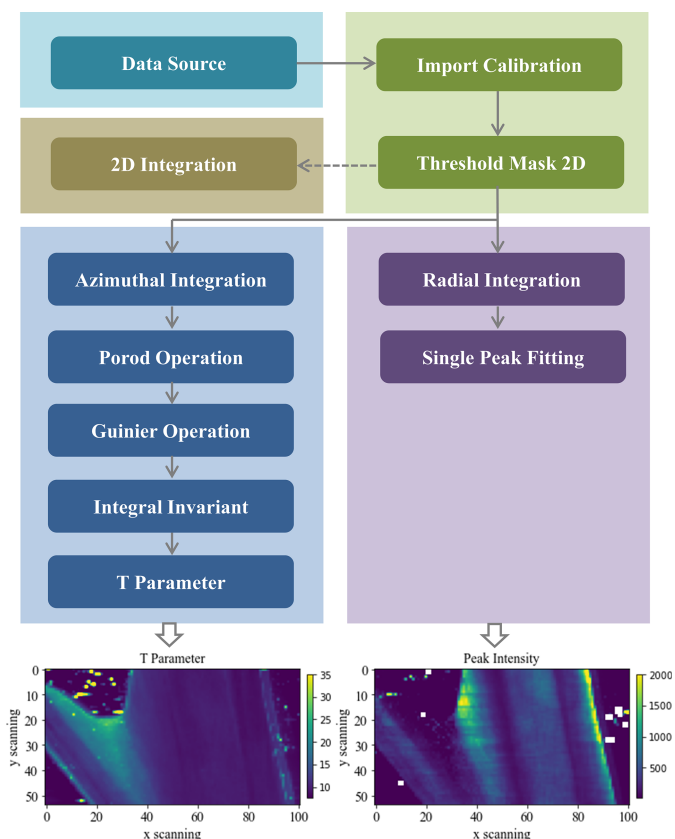 Data Source
Import Calibration
2D Integration
Threshold Mask 2D
Azimuthal Integration
Radial Integration
Porod Operation
Single Peak Fitting
Guinier Operation
Integral Invariant
T Parameter
T Parameter
0
10
20
30
40
50
y scanning
0 20 40 60 80 100
x scanning
35
30
25
20
15
10
Peak Intensity
0
10
20
30
40
50
y scanning
0 20 40 60 80 100
x scanning
2000
1500
1000
500